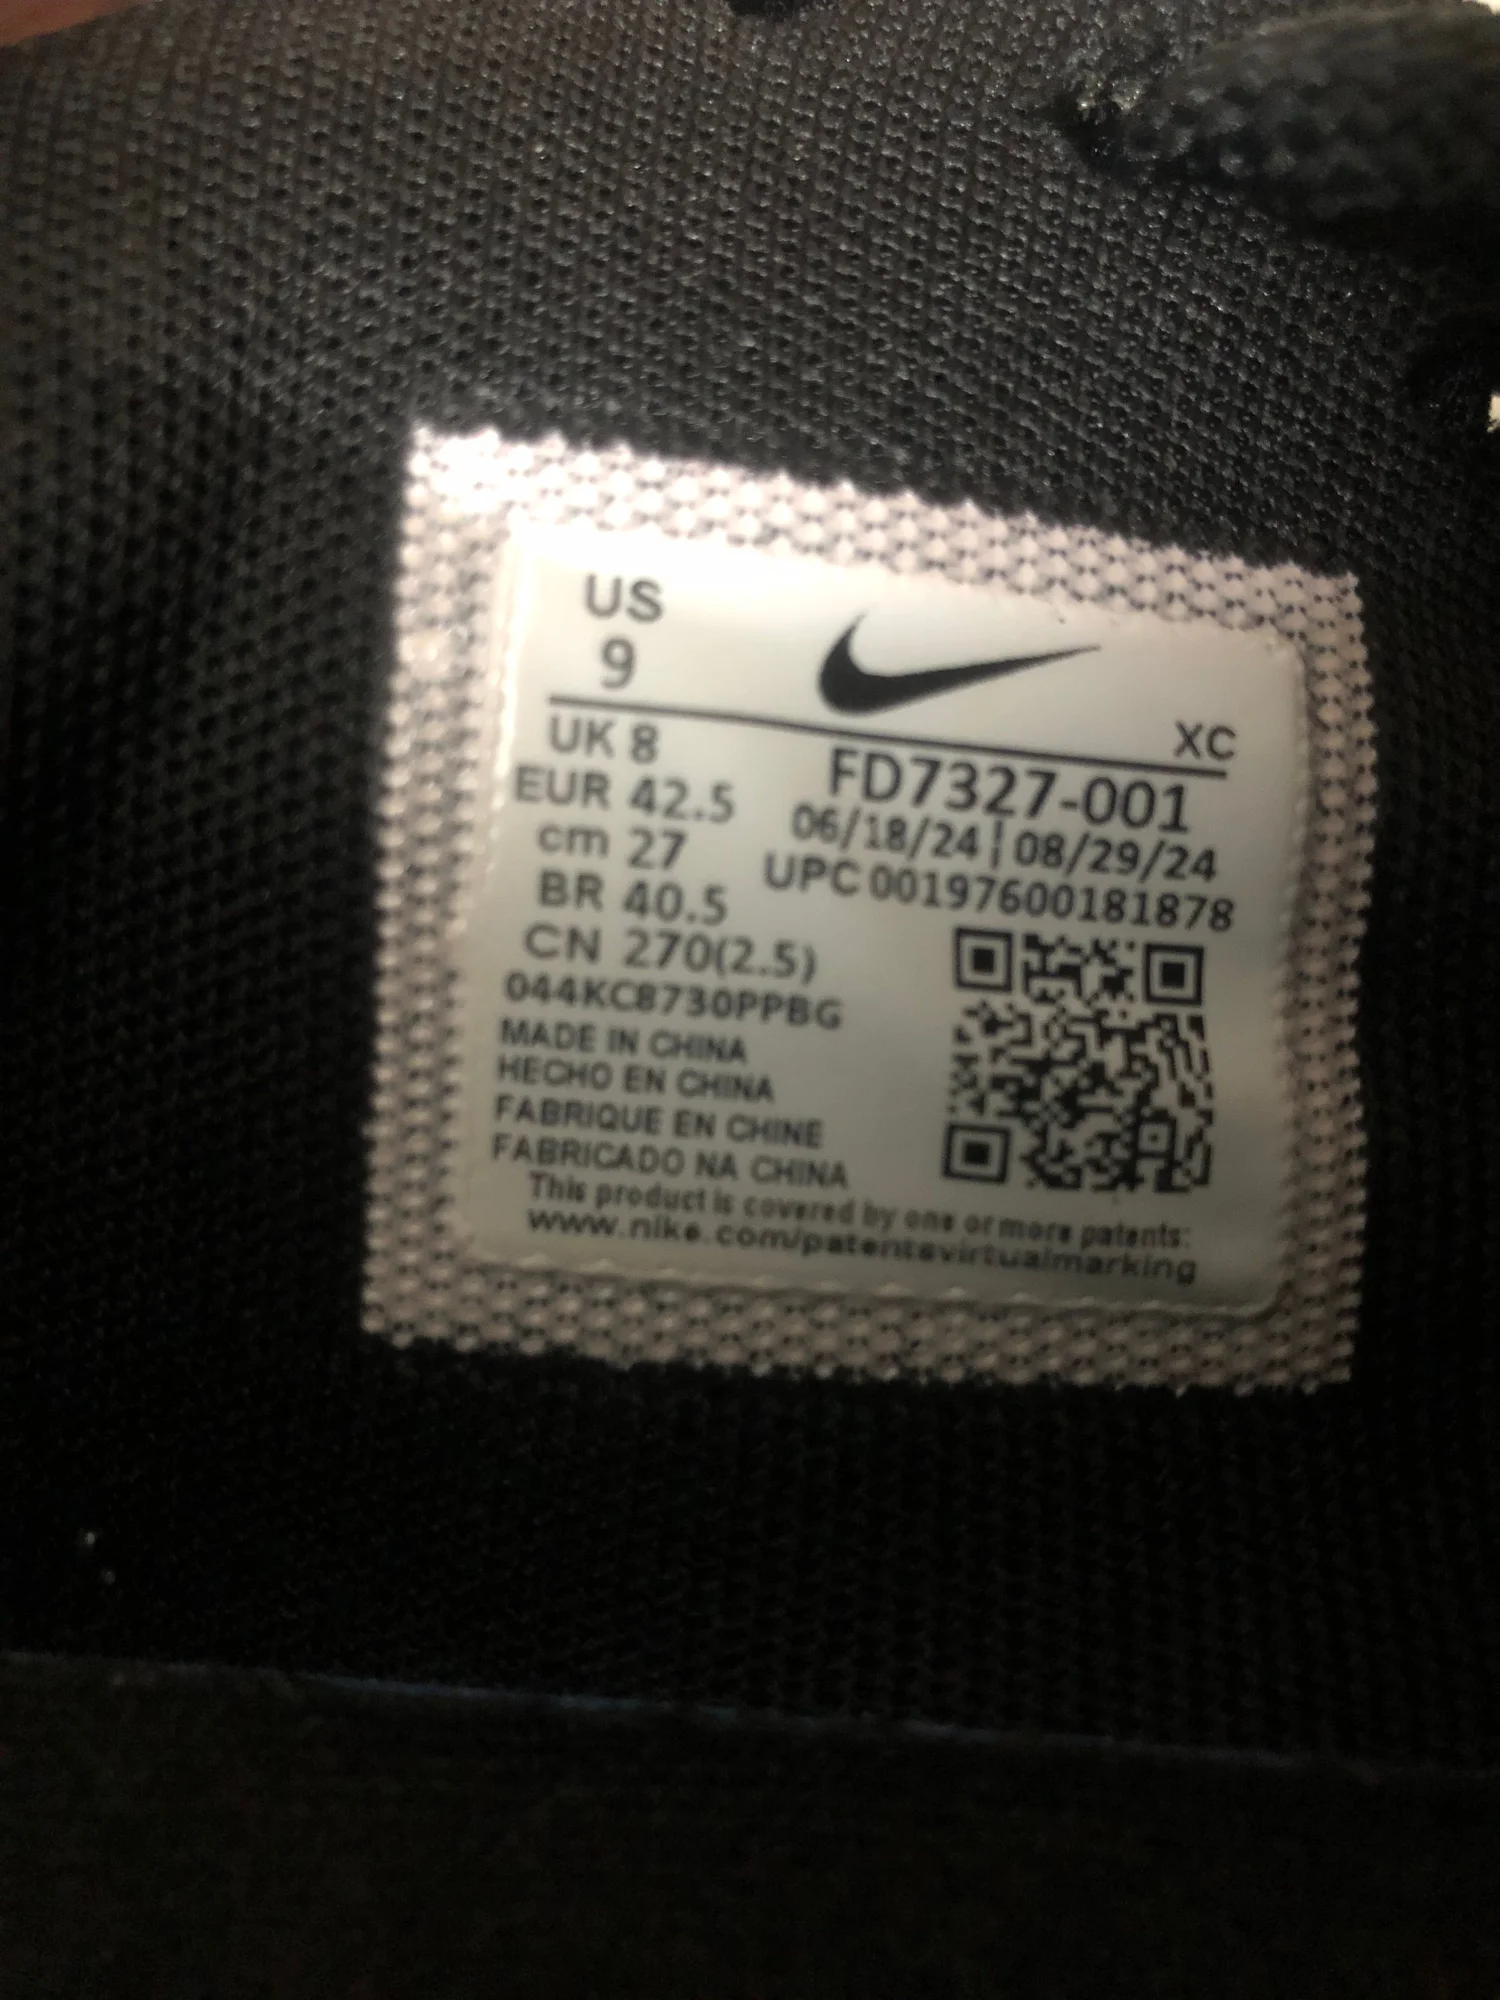 US
9
XC
UK 8
EUR 42.5
cm 27
BR 40.5
CN 270(2.5)
FD7327-001
06/18/24 | 08/29/24
UPC 00197600181878
044KC8730PPBG
MADE IN CHINA
HECHO EN CHINA
FABRIQUE EN CHINE
FABRICADO NA CHINA
This product is covered by one or more patents:
www.nike.com/patentsvirtualmarking